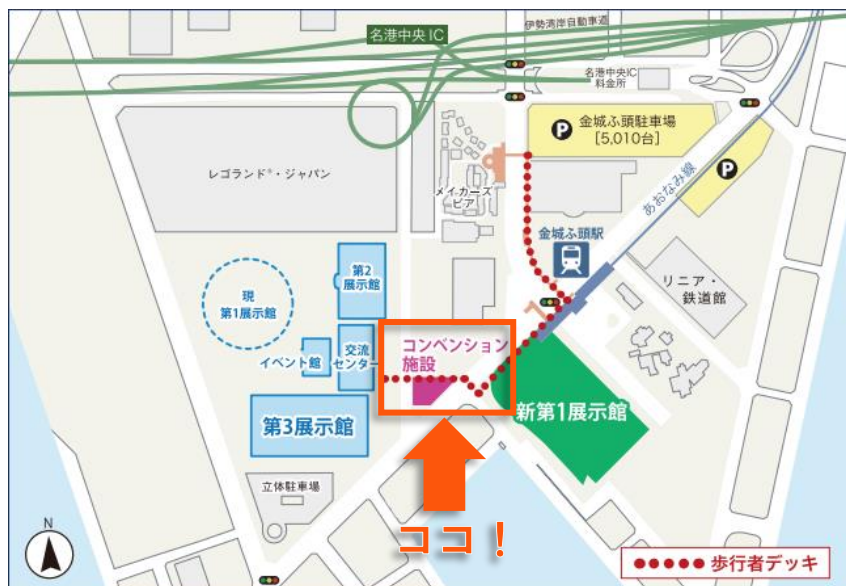 伊勢湾岸自動車道
名港中央 IC
名港中央IC
料金所
P 金城ふ頭駐車場
[5,010台]
P
レゴランド®・ジャパン
メイカーズ
ピア
あおなみ線
金城ふ頭駅
リニア・
鉄道館
第2
展示館
現
第1展示館
イベント館
交流
センター
コンベンション
施設
第3展示館
新第1展示館
立体駐車場
ココ！
N
歩行者デッキ